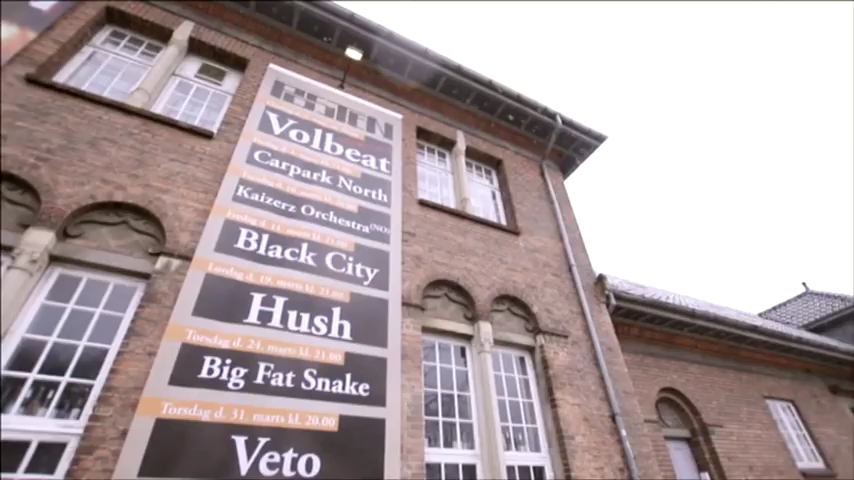 Volbeat
Carpark North
Kaizerz Orchestra (NO)
Black City
Lørdag d. 19. marts kl. 21.00
Hush
Torsdag d. 24. marts kl. 21.00
Big Fat Snake
Torsdag d. 31. marts kl. 20.00
Veto